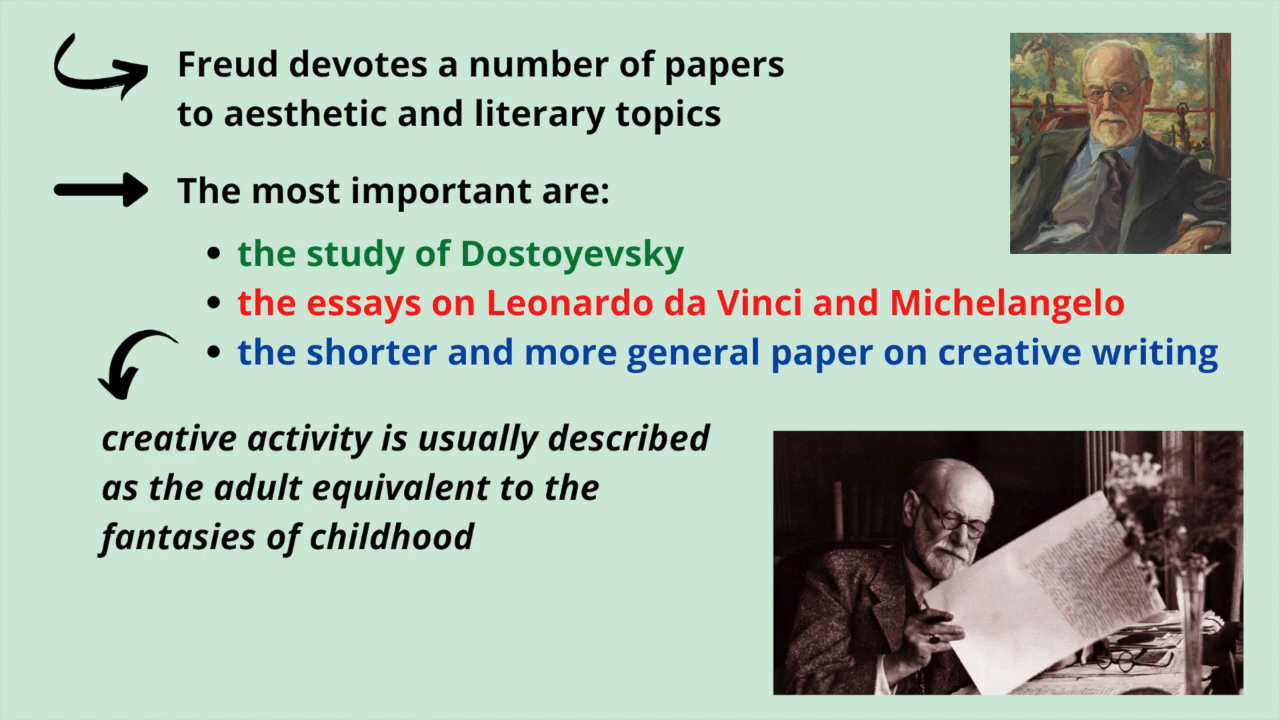 Freud devotes a number of papers
to aesthetic and literary topics
The most important are:
the study of Dostoyevsky
the essays on Leonardo da Vinci and Michelangelo
the shorter and more general paper on creative writing
creative activity is usually described
as the adult equivalent to the
fantasies of childhood